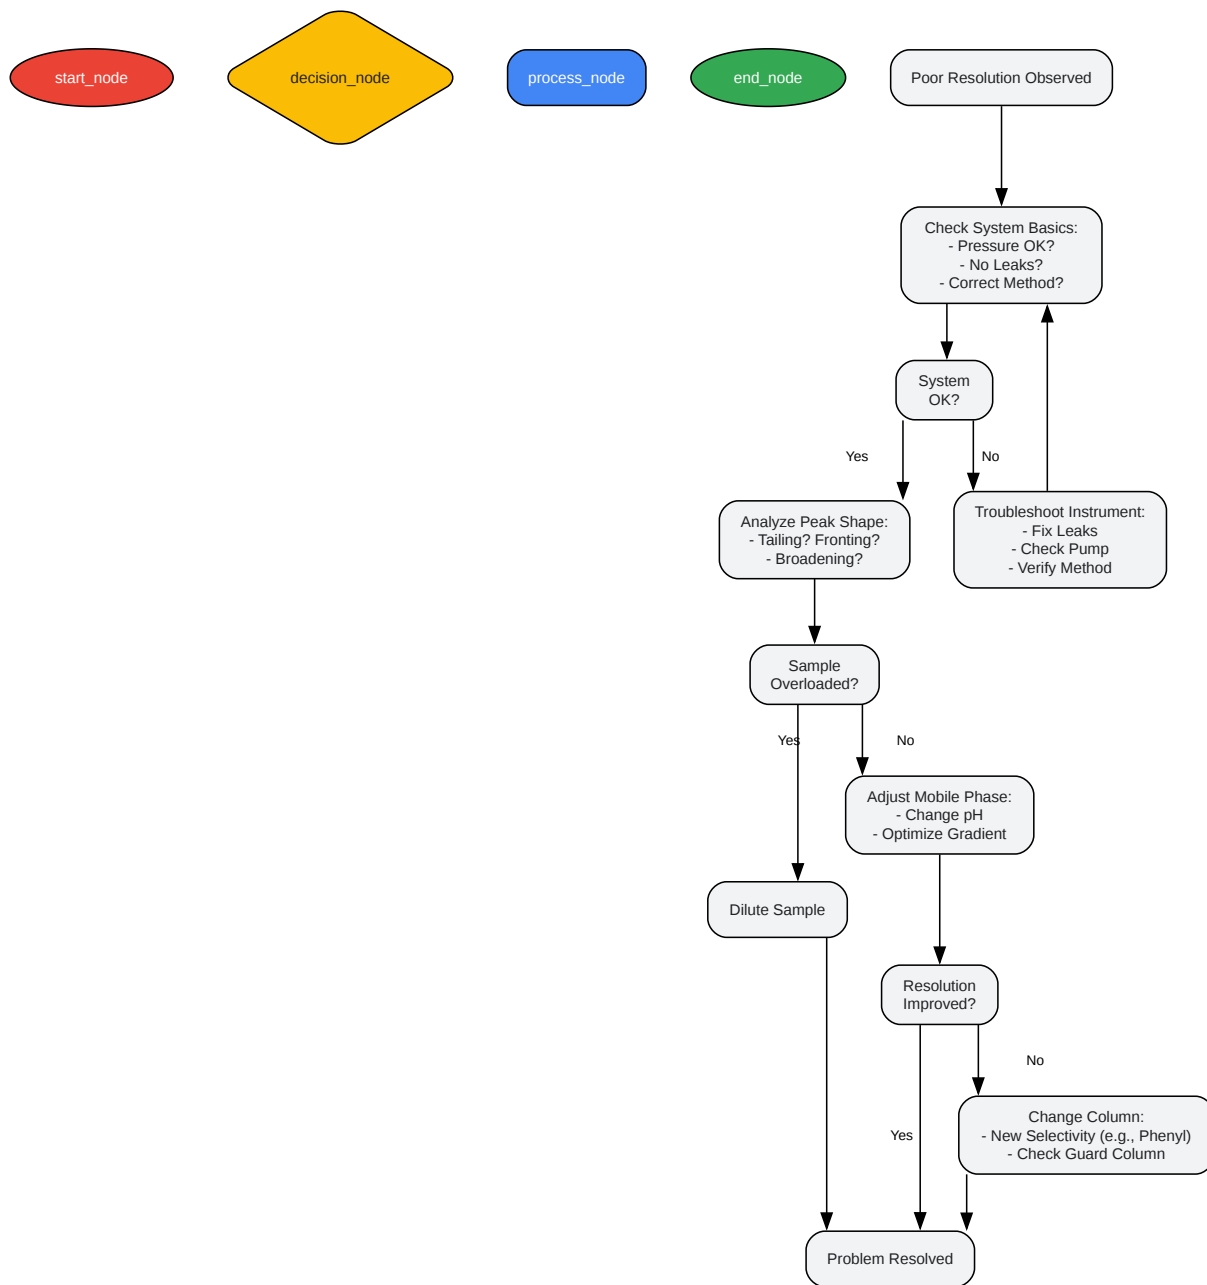 start_node
decision_node
process_node
end_node
Poor Resolution Observed
Check System Basics:
- Pressure OK?
- No Leaks?
- Correct Method?
System
OK?
Yes
No
Analyze Peak Shape:
- Tailing? Fronting?
- Broadening?
Troubleshoot Instrument:
- Fix Leaks
- Check Pump
- Verify Method
Sample
Overloaded?
Yes
No
Adjust Mobile Phase:
- Change pH
- Optimize Gradient
Dilute Sample
Resolution
Improved?
No
Yes
Change Column:
- New Selectivity (e.g., Phenyl)
- Check Guard Column
Problem Resolved